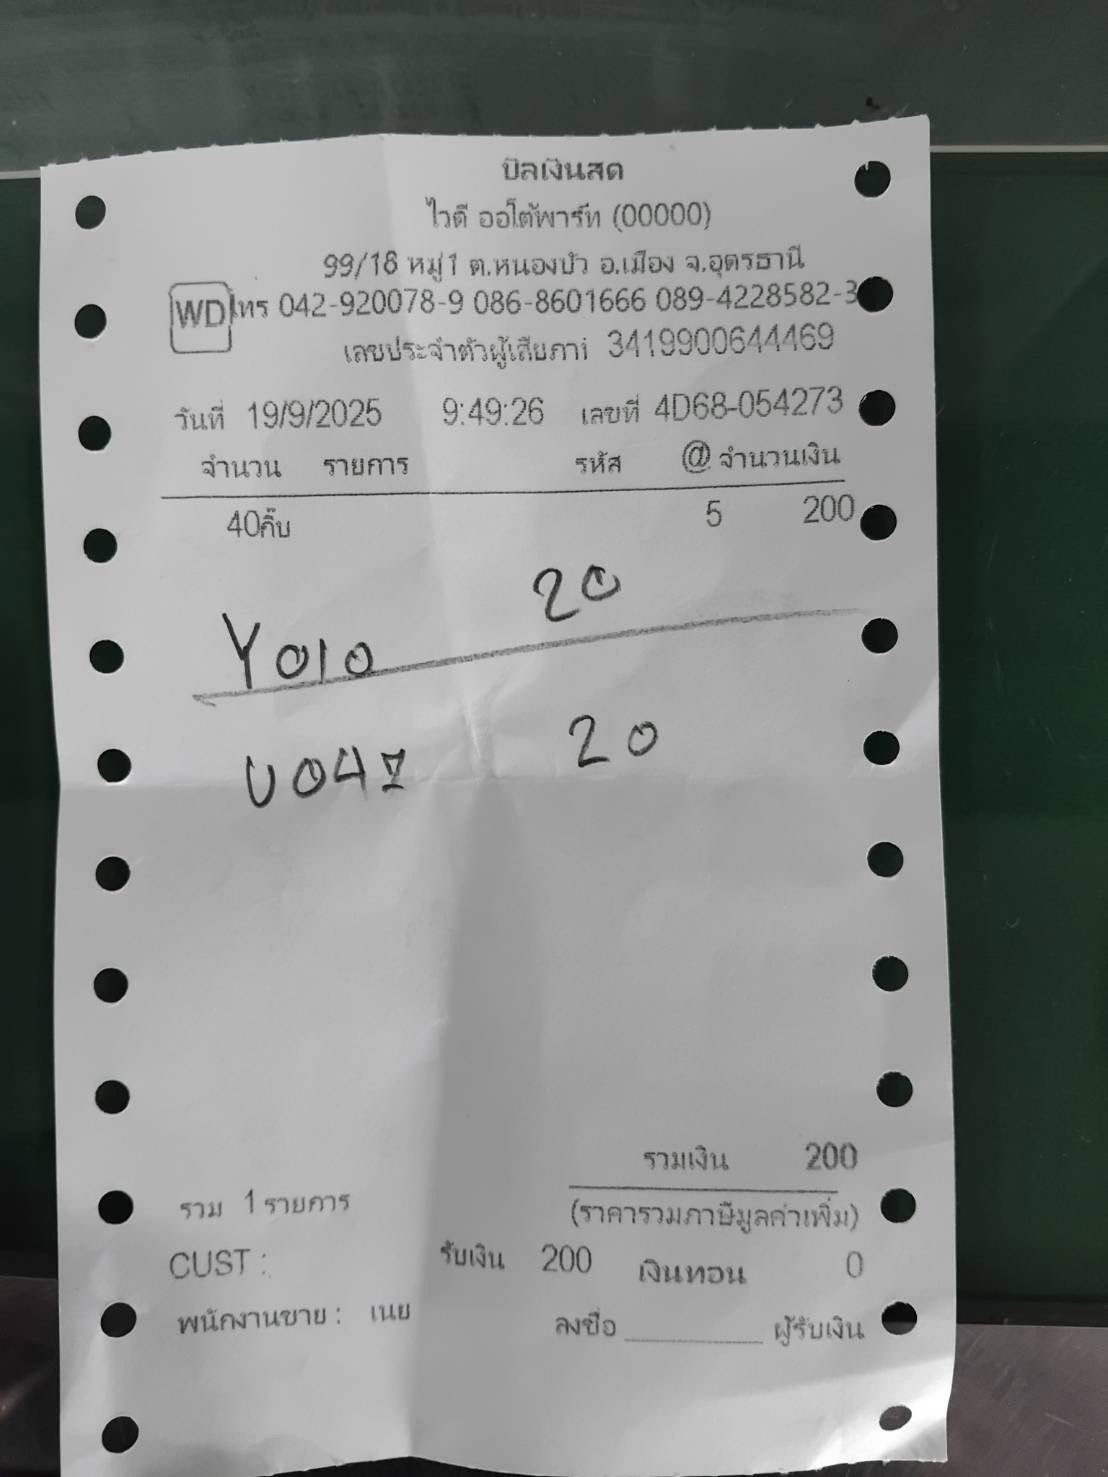 บิลเงินสด
ไวดี ออโต้พาร์ท (00000)
99/18 หมู่1 ต.หนองบัว อ.เมือง จ.อุดรธานี
WD โทร 042-920078-9 086-8601666 089-4228582-3
เลขประจำตัวผู้เสียภาษี 3419900644469
วันที่ 19/9/2025 9:49:26 เลขที่ 4D68-054273
จำนวน รายการ รหัส @ จำนวนเงิน
40กิ๊บ 5 200
Y010 20
U047 20
รวมเงิน 200
รวม 1 รายการ (ราคารวมภาษีมูลค่าเพิ่ม)
CUST : รับเงิน 200 เงินทอน 0
พนักงานขาย : เนย ลงชื่อ ผู้รับเงิน